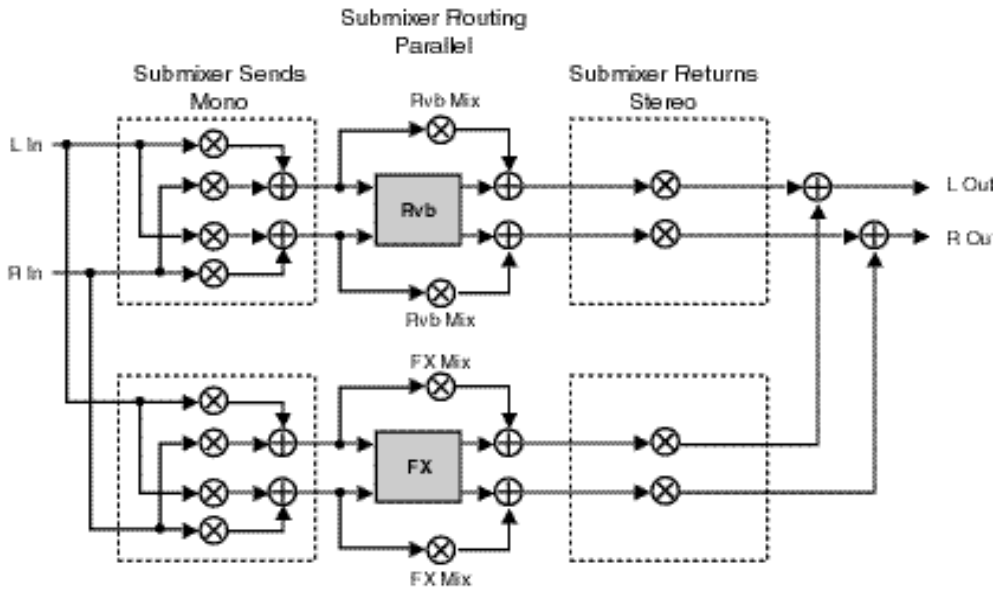 Submixer Routing
Parallel
Submixer Sends
Mono
Submixer Returns
Stereo
Rvb Mix
L In
Rvb
L Out
R Out
R In
Rvb Mix
FX Mix
FX
FX Mix